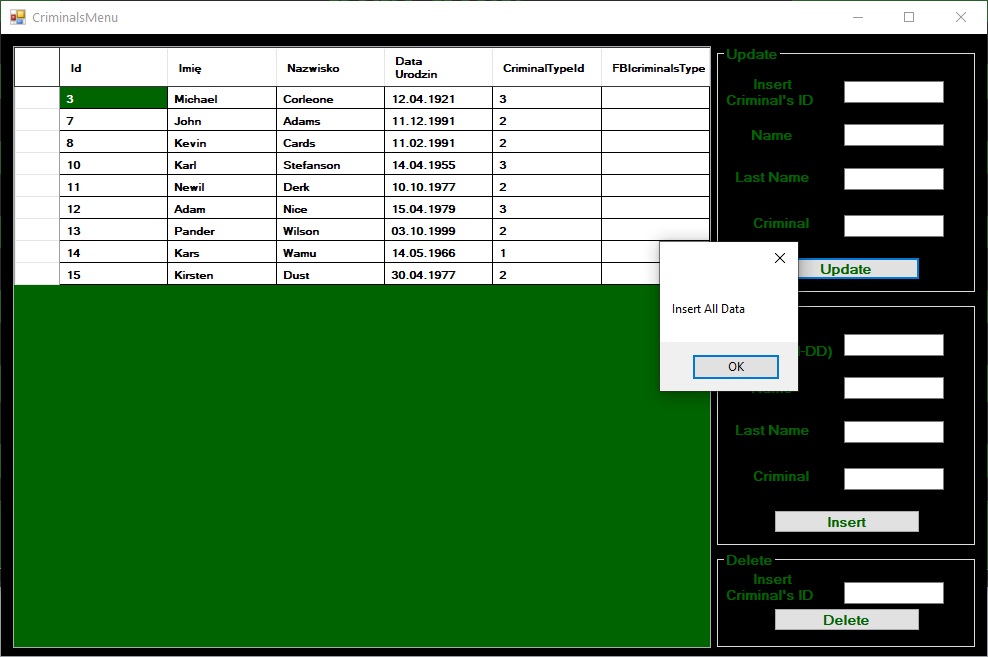 CriminalsMenu
Id Imię Nazwisko Data Urodzin CriminalTypeId FBIcriminalsType
3 Michael Corleone 12.04.1921 3
7 John Adams 11.12.1991 2
8 Kevin Cards 11.02.1991 2
10 Karl Stefanson 14.04.1955 3
11 Newil Derk 10.10.1977 2
12 Adam Nice 15.04.1979 3
13 Pander Wilson 03.10.1999 2
14 Kars Wamu 14.05.1966 1
15 Kirsten Dust 30.04.1977 2
Update
Insert
Criminal's ID
Name
Last Name
Criminal
Update
Insert All Data
OK
-DD)
Last Name
Criminal
Insert
Delete
Insert
Criminal's ID
Delete